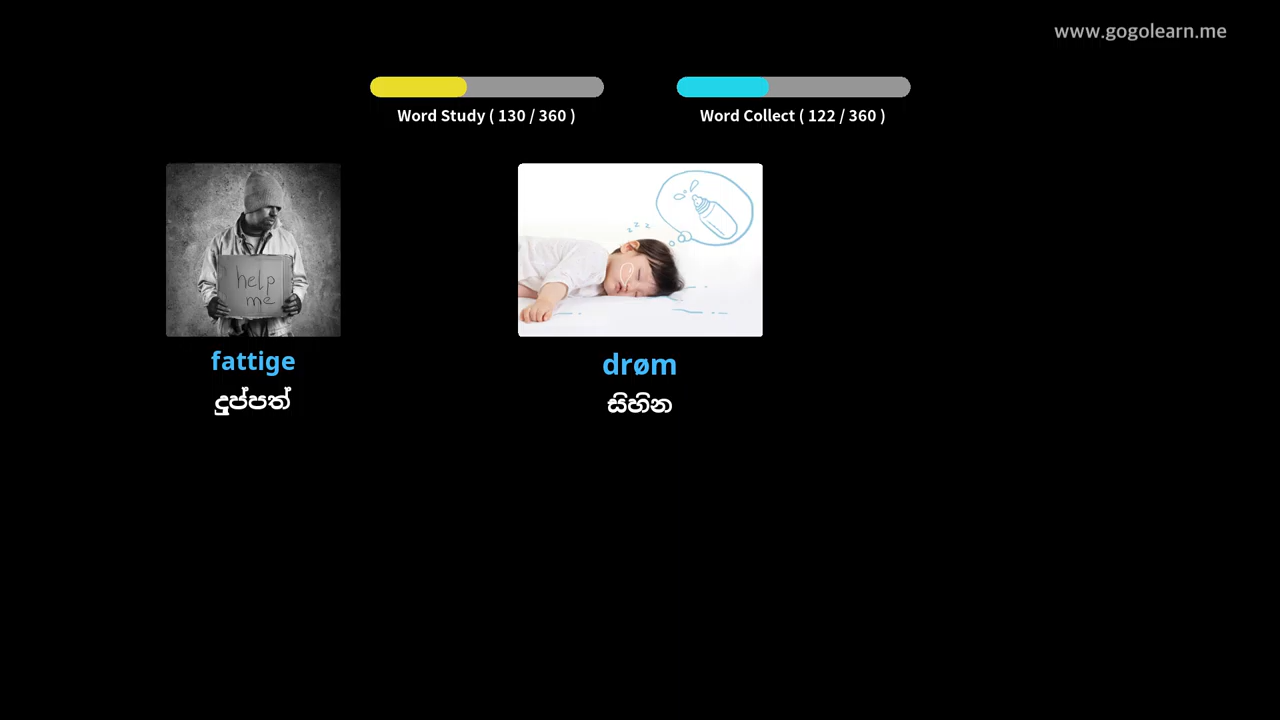 www.gogolearn.me
Word Study ( 130 / 360 )
Word Collect ( 122 / 360 )
help
me
z z z
fattige
දුප්පත්
drøm
සිහින